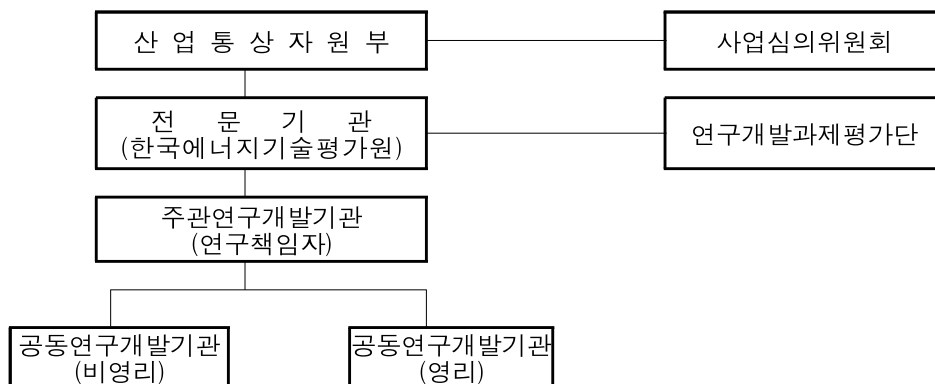 산 업 통 상 자 원 부
사업심의위원회
전 문 기 관
(한국에너지기술평가원)
연구개발과제평가단
주관연구개발기관
(연구책임자)
공동연구개발기관
(비영리)
공동연구개발기관
(영리)